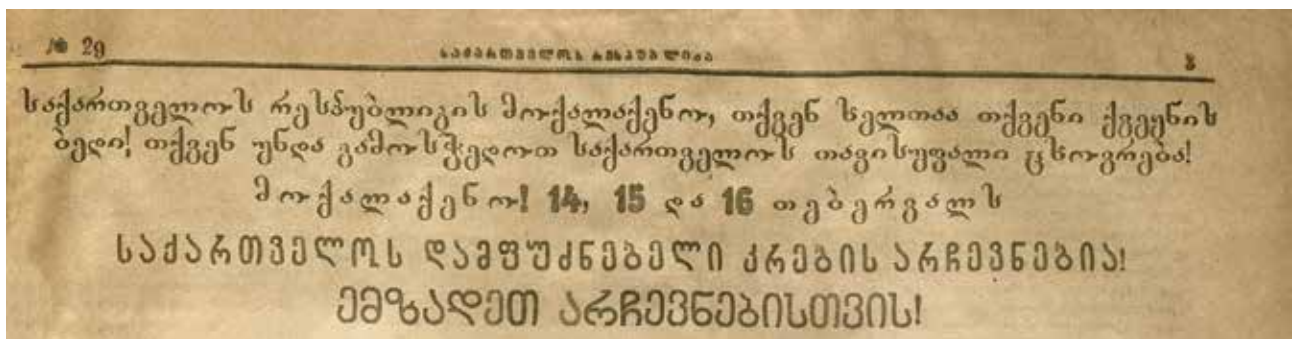 № 29 საქართველოს რესპუბლიკა 3
საქართველოს რესპუბლიკის მოქალაქენო, თქვენ ხელთაა თქვენი ქვეყნის
ბედი! თქვენ უნდა გამოსჭედოთ საქართველოს თავისუფალი ცხოვრება!
მოქალაქენო! 14, 15 და 16 თებერვალს
საქართველოს დამფუძნებელი კრების არჩევნებია!
ემზადეთ არჩევნებისთვის!